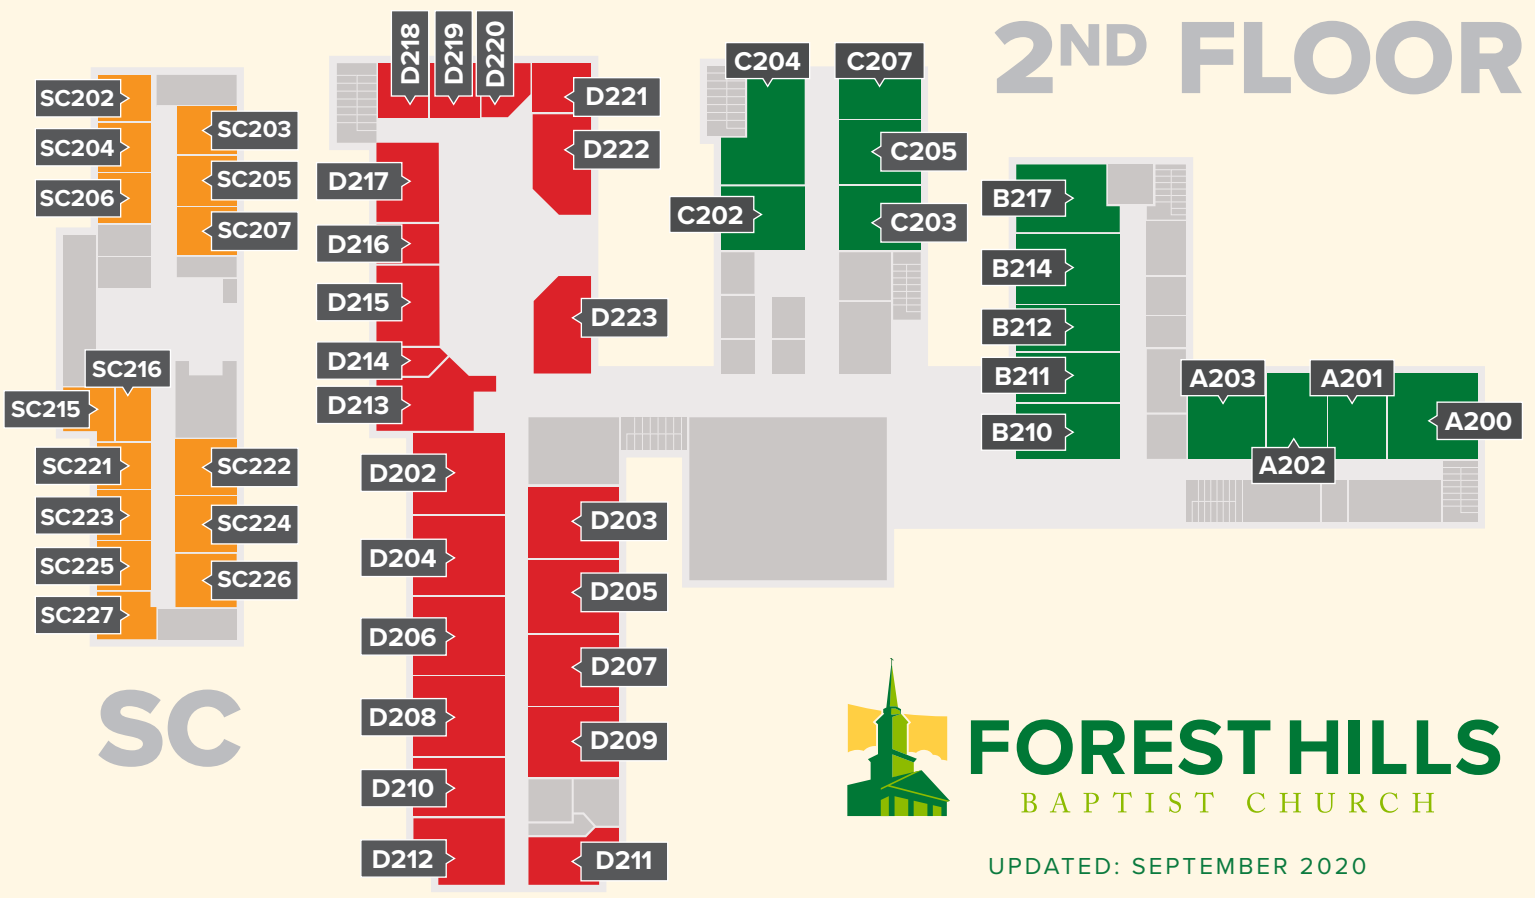 2ND FLOOR
SC202
SC203
SC204
SC205
SC206
SC207
SC216
SC215
SC221
SC222
SC223
SC224
SC225
SC226
SC227
SC
D218
D219
D220
D221
D222
D217
D216
D215
D223
D214
D213
D202
D203
D204
D205
D206
D207
D208
D209
D210
D212
D211
C204
C207
C205
C202
C203
B217
B214
B212
B211
B210
A203
A201
A200
A202
FOREST HILLS
BAPTIST CHURCH
UPDATED: SEPTEMBER 2020